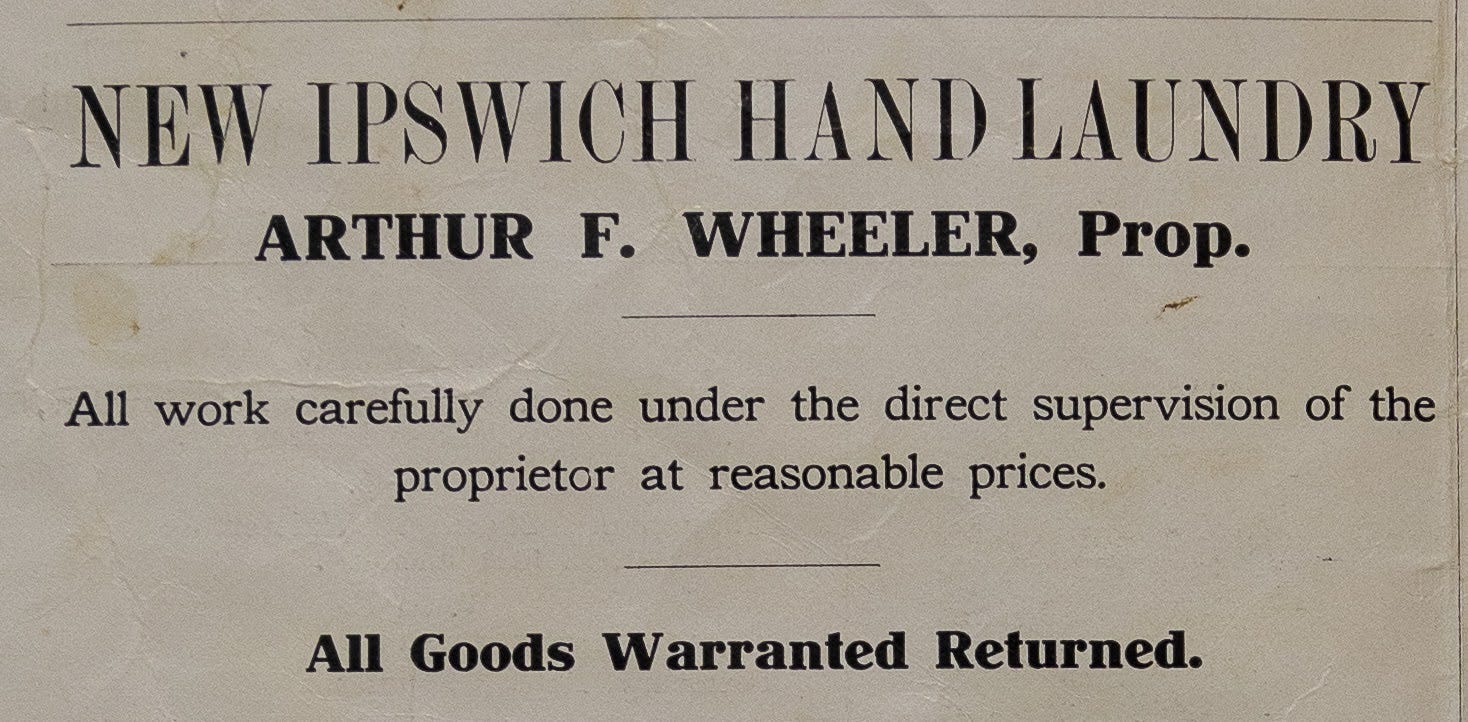 NEW IPSWICH HAND LAUNDRY
ARTHUR F. WHEELER, Prop.
All work carefully done under the direct supervision of the
proprietor at reasonable prices.
All Goods Warranted Returned.